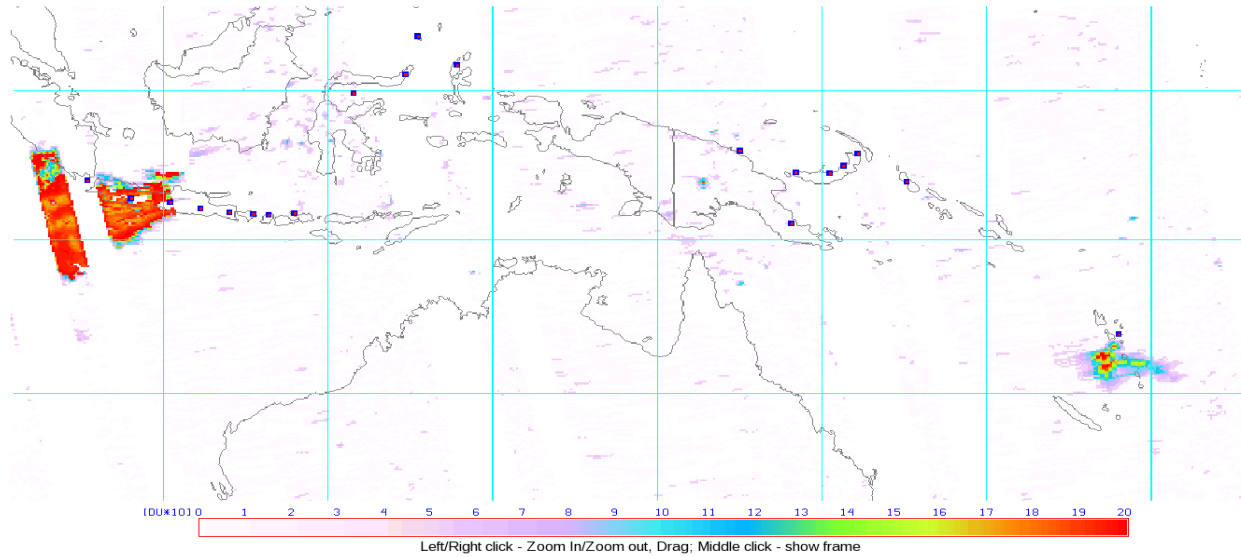 [DU*10] 0 1 2 3 4 5 6 7 8 9 10 11 12 13 14 15 16 17 18 19 20
Left/Right click - Zoom In/Zoom out, Drag; Middle click - show frame